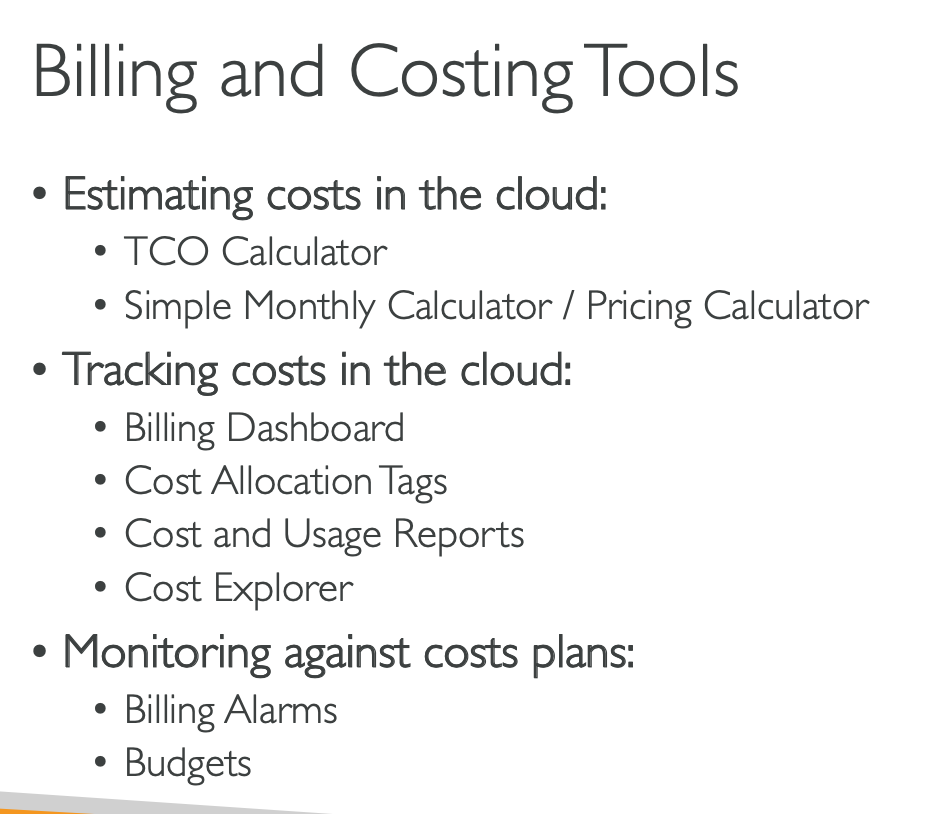 Billing and Costing Tools
• Estimating costs in the cloud:
• TCO Calculator
• Simple Monthly Calculator / Pricing Calculator
• Tracking costs in the cloud:
• Billing Dashboard
• Cost Allocation Tags
• Cost and Usage Reports
• Cost Explorer
• Monitoring against costs plans:
• Billing Alarms
• Budgets